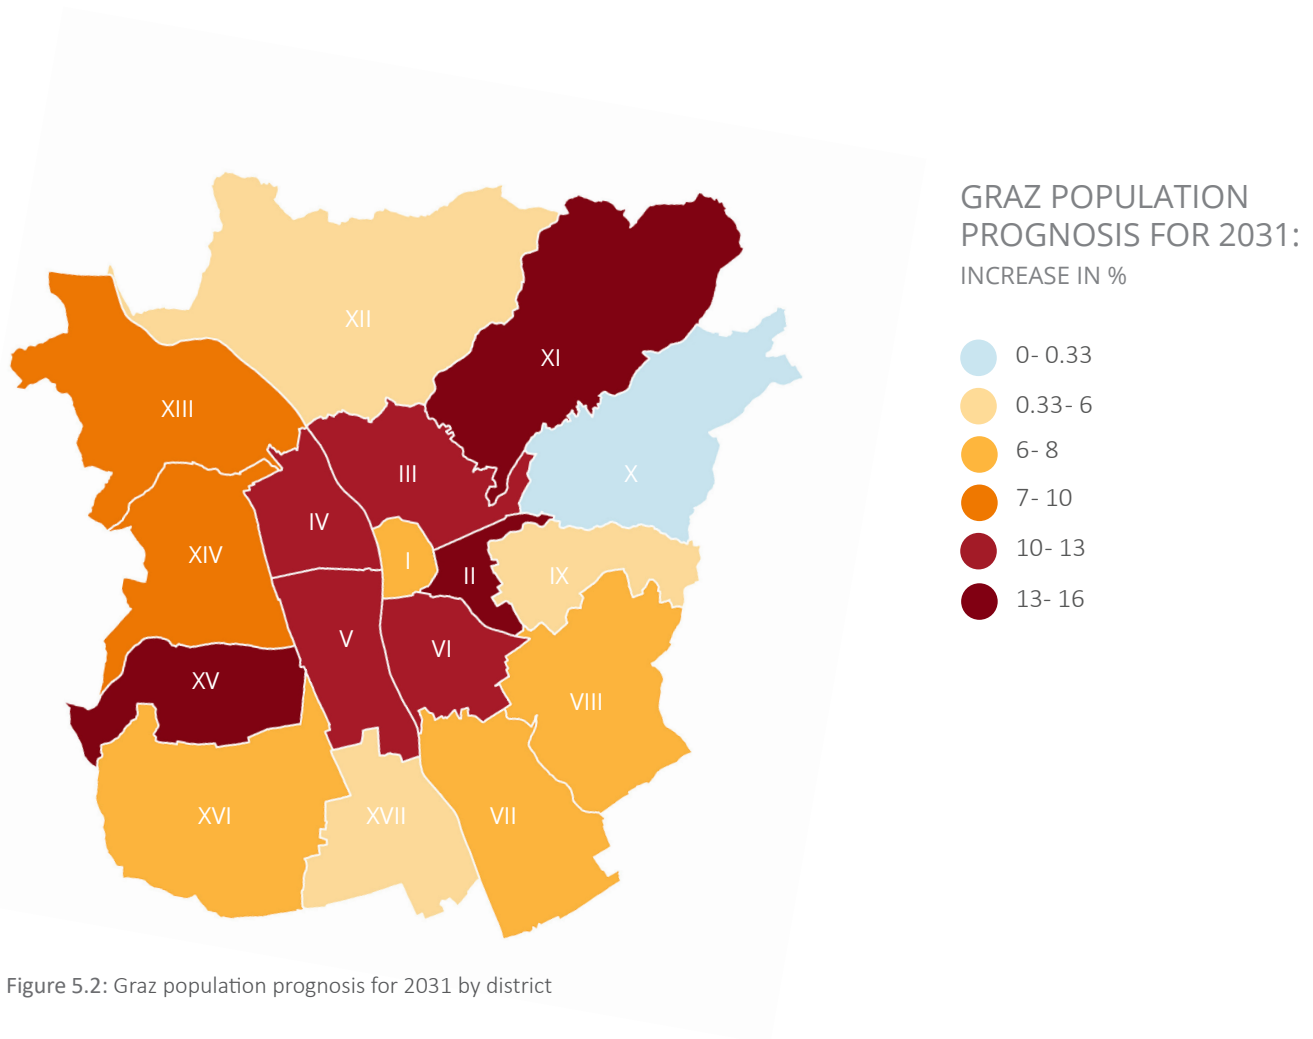 GRAZ POPULATION
PROGNOSIS FOR 2031:
INCREASE IN %
0- 0.33
0.33- 6
6- 8
7- 10
10- 13
13- 16
XII
XI
XIII
III
X
IV
XIV
I
II
IX
V
VI
XV
VIII
XVI
XVII
VII
Figure 5.2: Graz population prognosis for 2031 by district